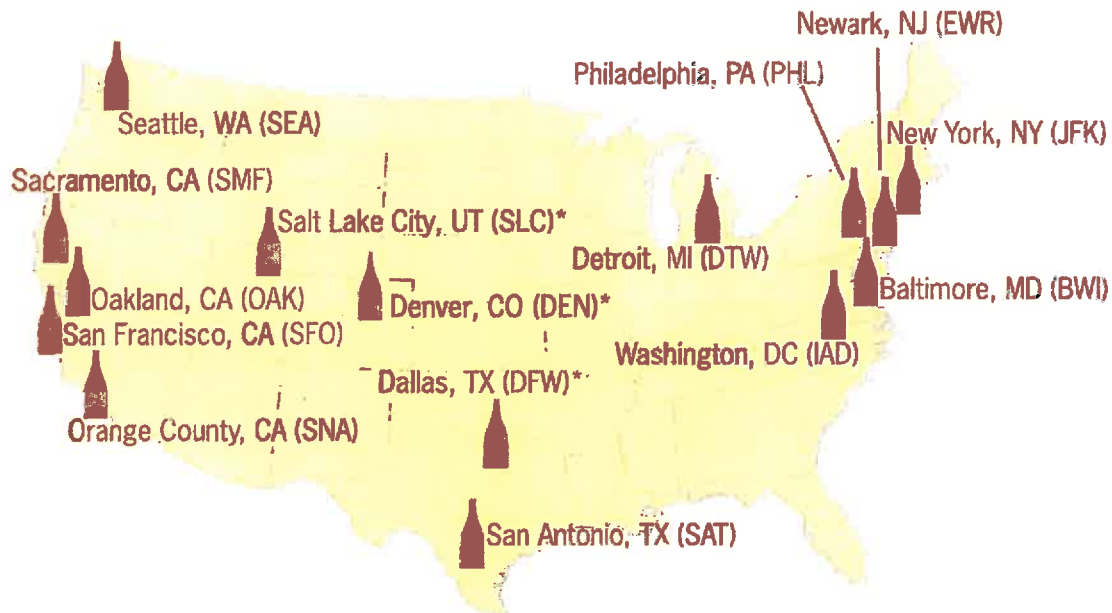 Newark, NJ (EWR)
Philadelphia, PA (PHL)
Seattle, WA (SEA)
New York, NY (JFK)
Sacramento, CA (SMF)
Salt Lake City, UT (SLC)*
Detroit, MI (DTW)
Oakland, CA (OAK)
Denver, CO (DEN)*
Baltimore, MD (BWI)
San Francisco, CA (SFO)
Washington, DC (IAD)
Dallas, TX (DFW)*
Orange County, CA (SNA)
San Antonio, TX (SAT)